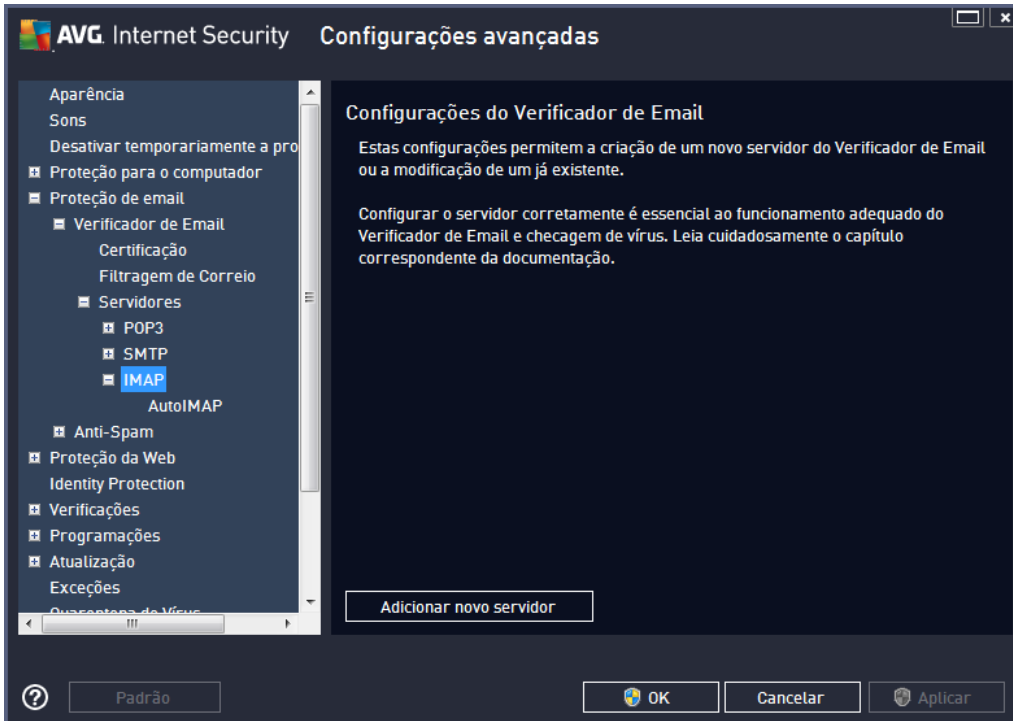 AVG. Internet Security Configurações avançadas
Aparência
Sons
Desativar temporariamente a pro
Proteção para o computador
Proteção de email
Verificador de Email
Certificação
Filtragem de Correio
Servidores
POP3
SMTP
IMAP
AutoIMAP
Anti-Spam
Proteção da Web
Identity Protection
Verificações
Programações
Atualização
Exceções
Quarentena de Vírus
Configurações do Verificador de Email
Estas configurações permitem a criação de um novo servidor do Verificador de Email
ou a modificação de um já existente.
Configurar o servidor corretamente é essencial ao funcionamento adequado do
Verificador de Email e checagem de vírus. Leia cuidadosamente o capítulo
correspondente da documentação.
Adicionar novo servidor
Padrão
OK
Cancelar
Aplicar